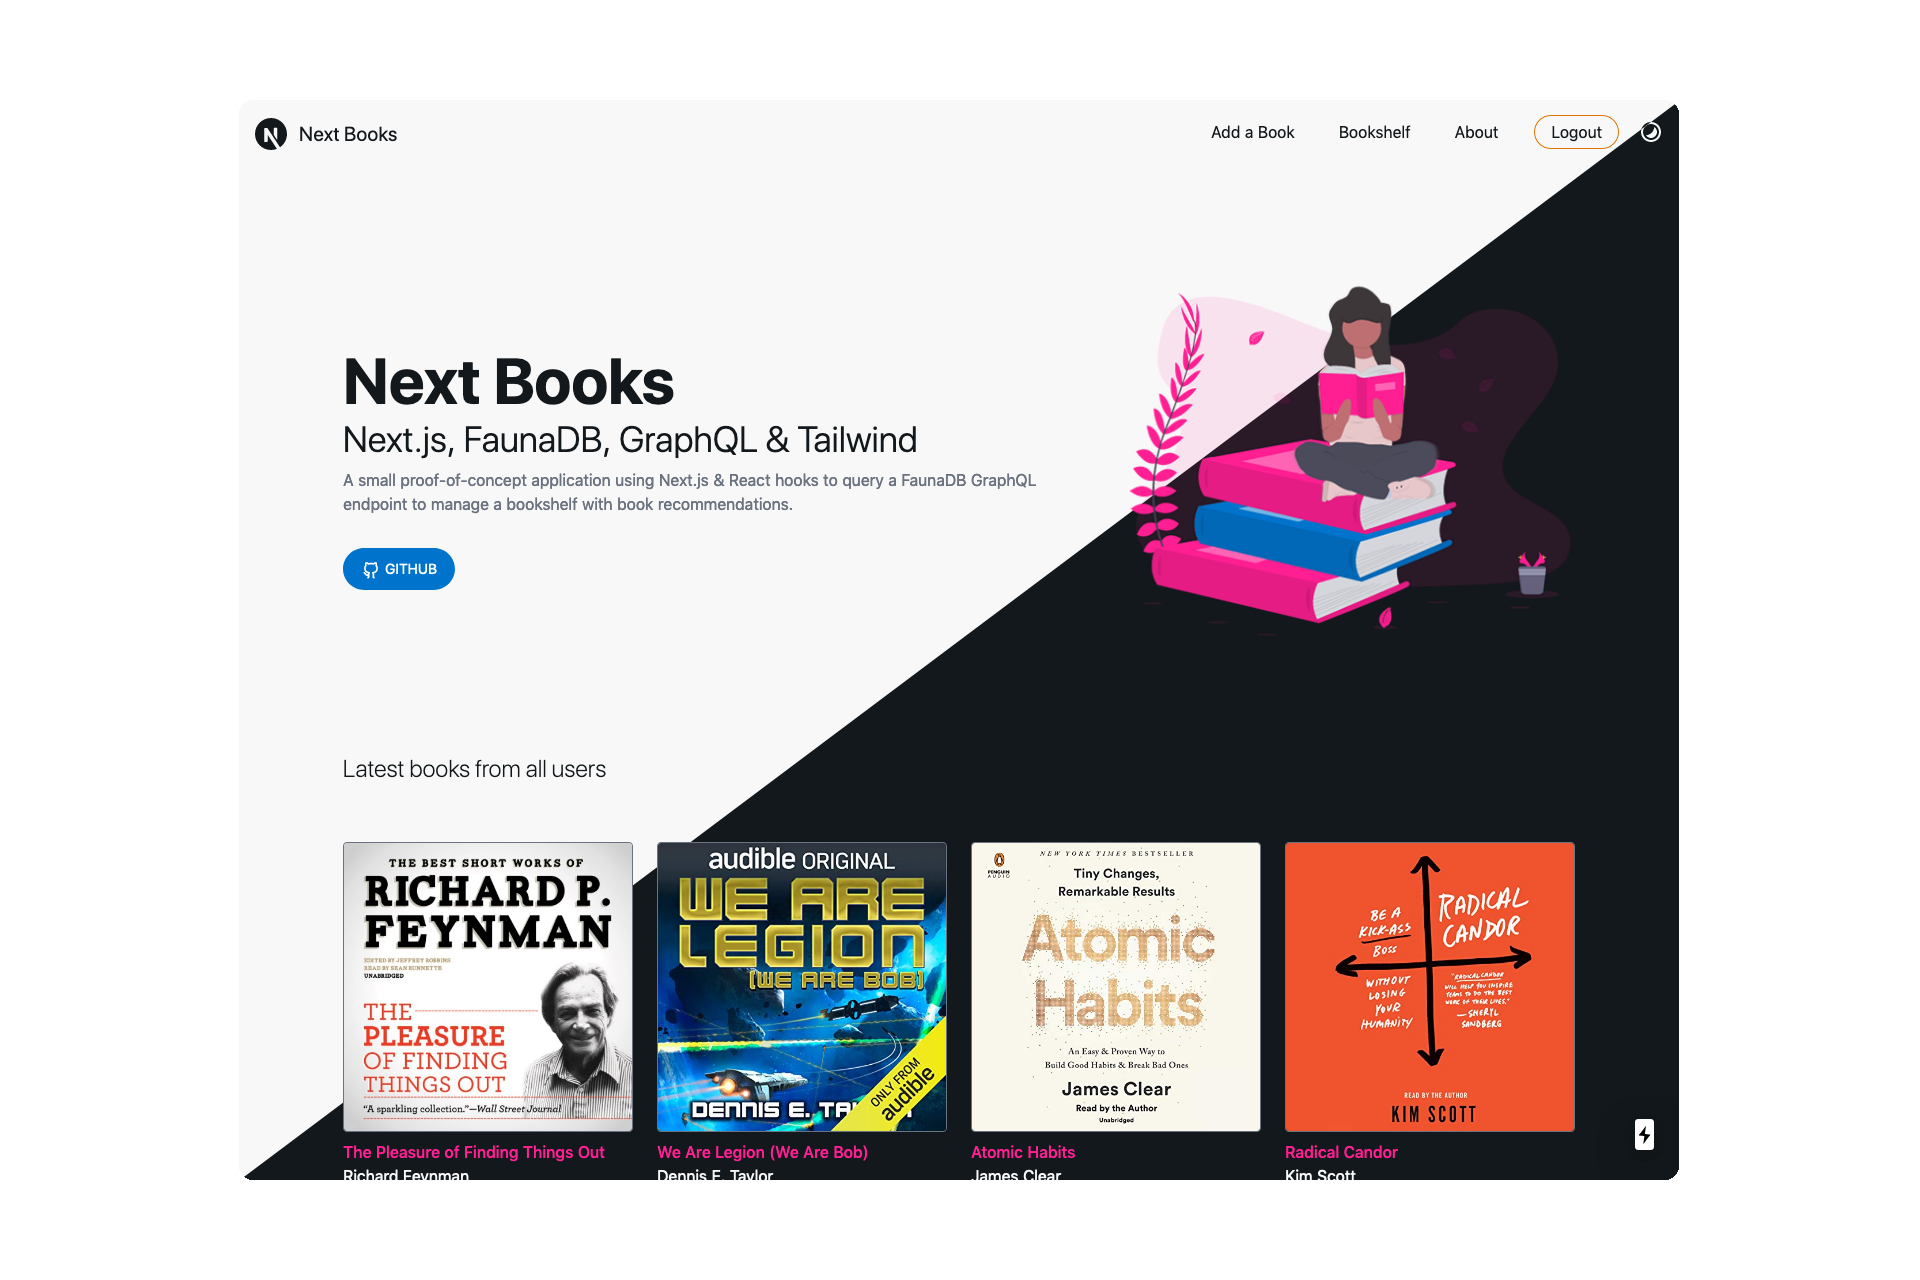 Next Books
Add a Book
Bookshelf
About
Logout
Next Books
Next.js, FaunaDB, GraphQL & Tailwind
A small proof-of-concept application using Next.js & React hooks to query a FaunaDB GraphQL
endpoint to manage a bookshelf with book recommendations.
GITHUB
Latest books from all users
THE BEST SHORT WORKS OF
RICHARD P.
FEYNMAN
EDITED BY JEFFREY ROBBINS
READ BY SEAN RUNNETTE
UNABRIDGED
THE
PLEASURE
OF FINDING
THINGS OUT
“A sparkling collection.”—Wall Street Journal
The Pleasure of Finding Things Out
Richard Feynman
audible ORIGINAL
WE ARE
LEGION
(WE ARE BOB)
DENNIS E. TA
ONLY FROM
audible
We Are Legion (We Are Bob)
Dennis E. Taylor
NEW YORK TIMES BESTSELLER
PENGUIN
AUDIO
Tiny Changes,
Remarkable Results
Atomic
Habits
An Easy & Proven Way to
Build Good Habits & Break Bad Ones
James Clear
Read by the Author
Unabridged
Atomic Habits
James Clear
BE A
KICK-ASS
BOSS
RADICAL
CANDOR
WITHOUT
LOSING
YOUR
HUMANITY
"RADICAL CANDOR
WILL HELP YOU INSPIRE
TEAMS TO DO THE BEST
WORK OF THEIR LIVES."
—SHERYL
SANDBERG
READ BY THE AUTHOR
KIM SCOTT
Radical Candor
Kim Scott